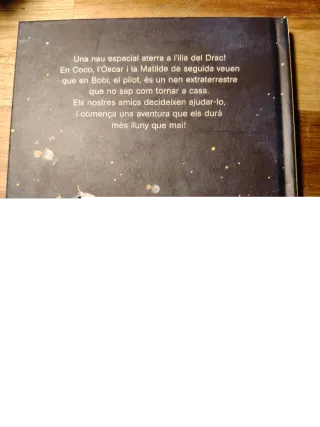 Una nau espacial aterra a l'illa del Drac!
En Coco, l'Òscar i la Matilde de seguida veuen
que en Bobi, el pilot, és un nen extraterrestre
que no sap com tornar a casa.
Els nostres amics decideixen ajudar-lo,
i comença una aventura que els durà
més lluny que mai!